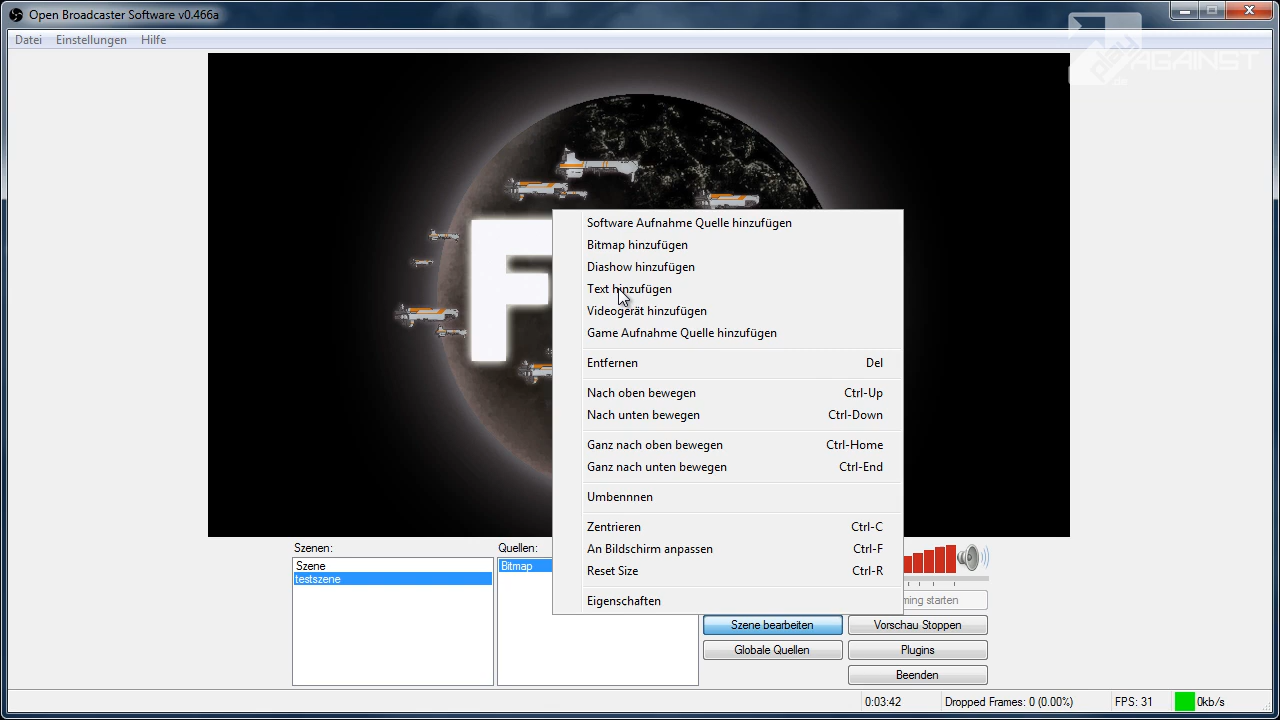 Open Broadcaster Software v0.466a
Datei Einstellungen Hilfe
play
AGAINST
.de
F
Software Aufnahme Quelle hinzufügen
Bitmap hinzufügen
Diashow hinzufügen
Text hinzufügen
Videogerät hinzufügen
Game Aufnahme Quelle hinzufügen
Entfernen Del
Nach oben bewegen Ctrl-Up
Nach unten bewegen Ctrl-Down
Ganz nach oben bewegen Ctrl-Home
Ganz nach unten bewegen Ctrl-End
Umbennnen
Zentrieren Ctrl-C
An Bildschirm anpassen Ctrl-F
Reset Size Ctrl-R
Eigenschaften
Szenen:
Szene
testszene
Quellen:
Bitmap
ming starten
Szene bearbeiten Vorschau Stoppen
Globale Quellen Plugins
Beenden
0:03:42 Dropped Frames: 0 (0.00%) FPS: 31 0kb/s